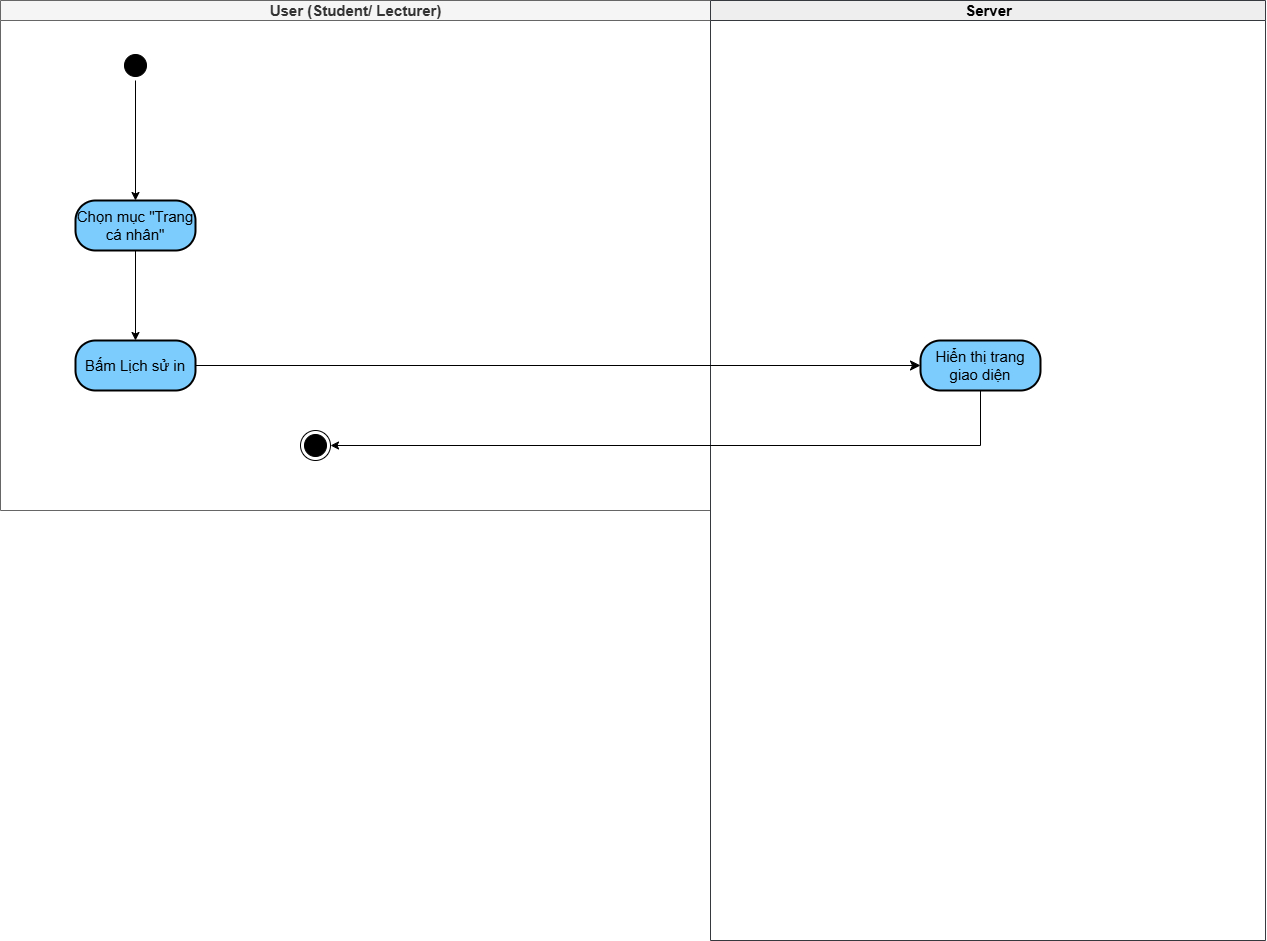 User (Student/ Lecturer)
Server
Chọn mục "Trang
cá nhân"
Bấm Lịch sử in
Hiển thị trang
giao diện